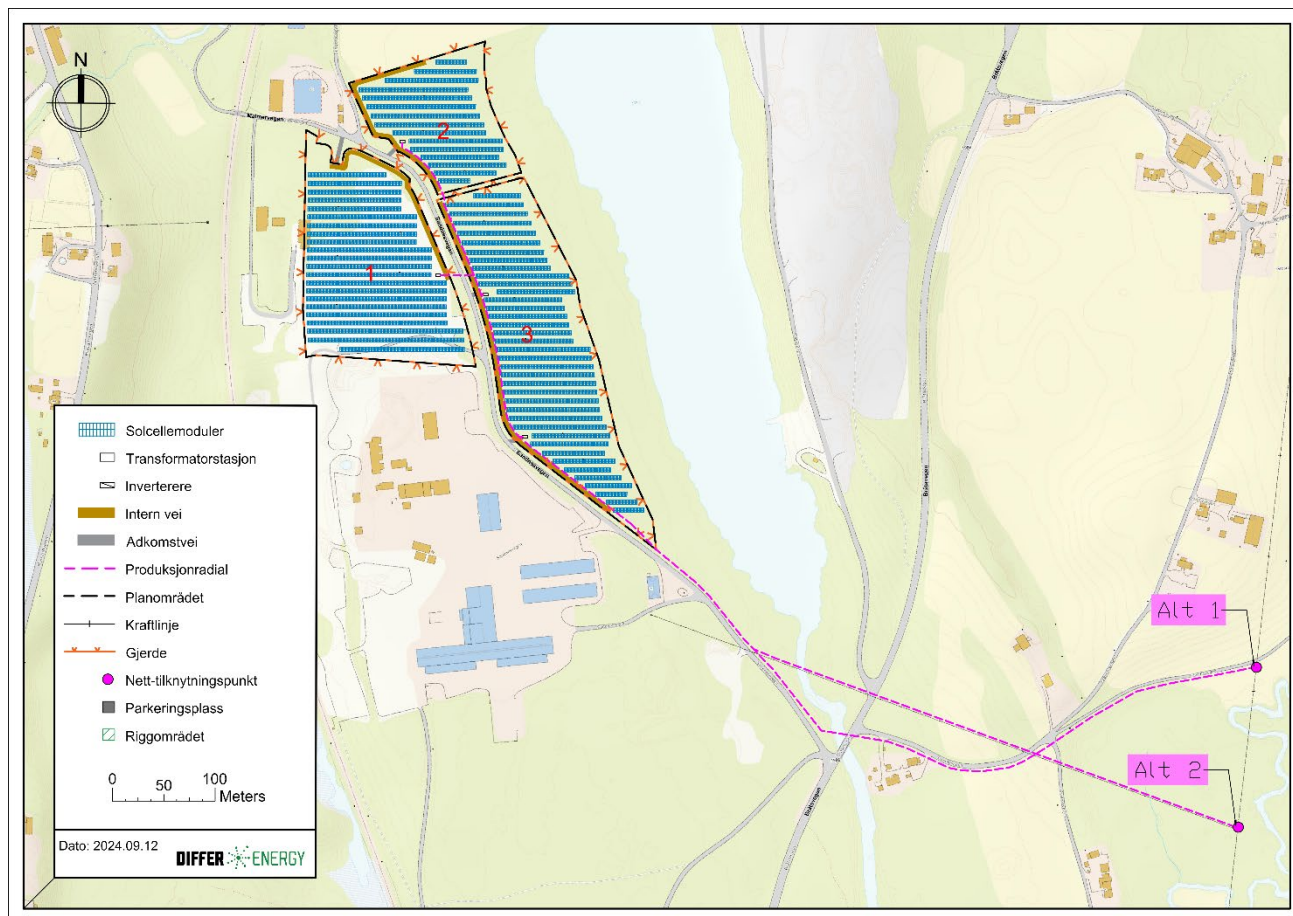 N
2
1
3
Sandnesvegen
Alt 1
Alt 2
Solcellemoduler
Transformatorstasjon
Inverterere
Intern vei
Adkomstvei
Produksjonradial
Planområdet
Kraftlinje
Gjerde
Nett-tilknytningspunkt
Parkeringsplass
Riggområdet
0 50 100
Meters
Dato: 2024.09.12
DIFFER ENERGY